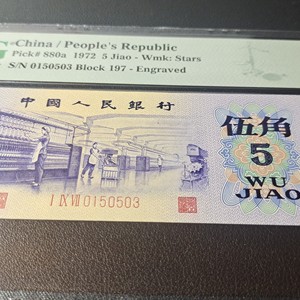 China / People's Republic
Pick# 880a 1972 5 Jiao - Wmk: Stars
S/N 0150503 Block 197 - Engraved
中國人民銀行
伍角
5
WU
JIAO
I IX VII 0150503